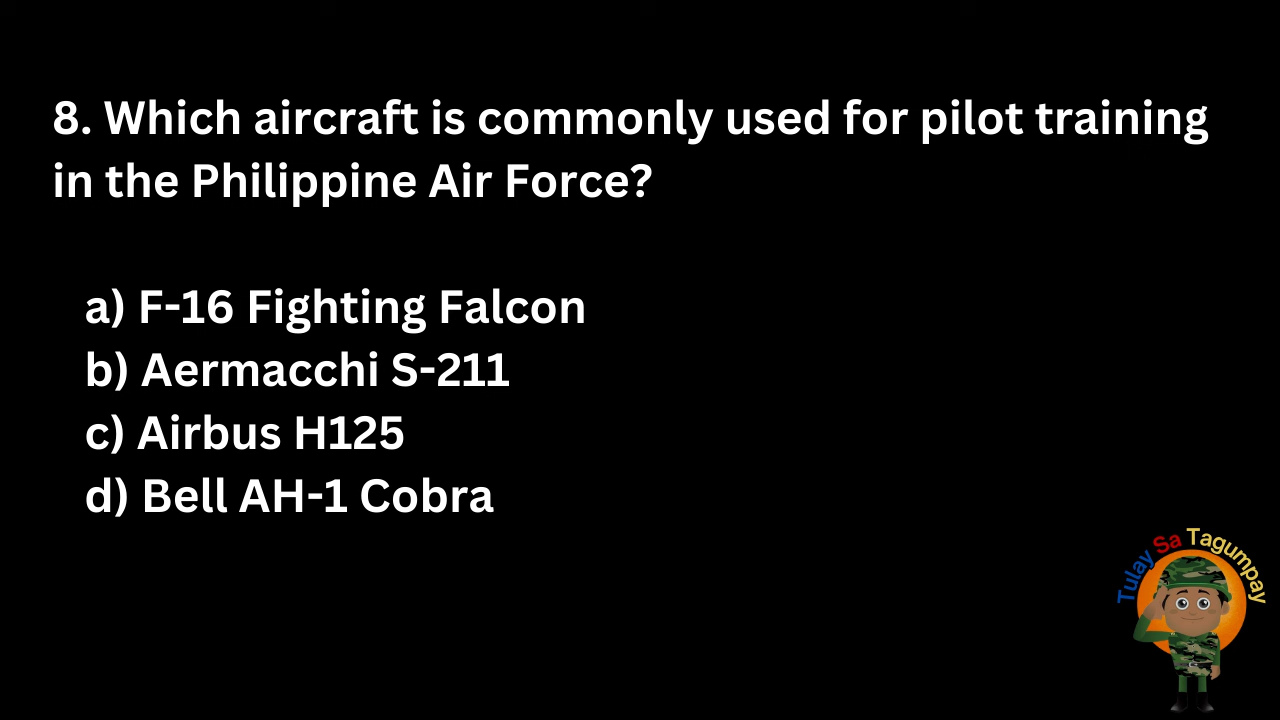 8. Which aircraft is commonly used for pilot training
in the Philippine Air Force?
a) F-16 Fighting Falcon
b) Aermacchi S-211
c) Airbus H125
d) Bell AH-1 Cobra
Tulay Sa Tagumpay